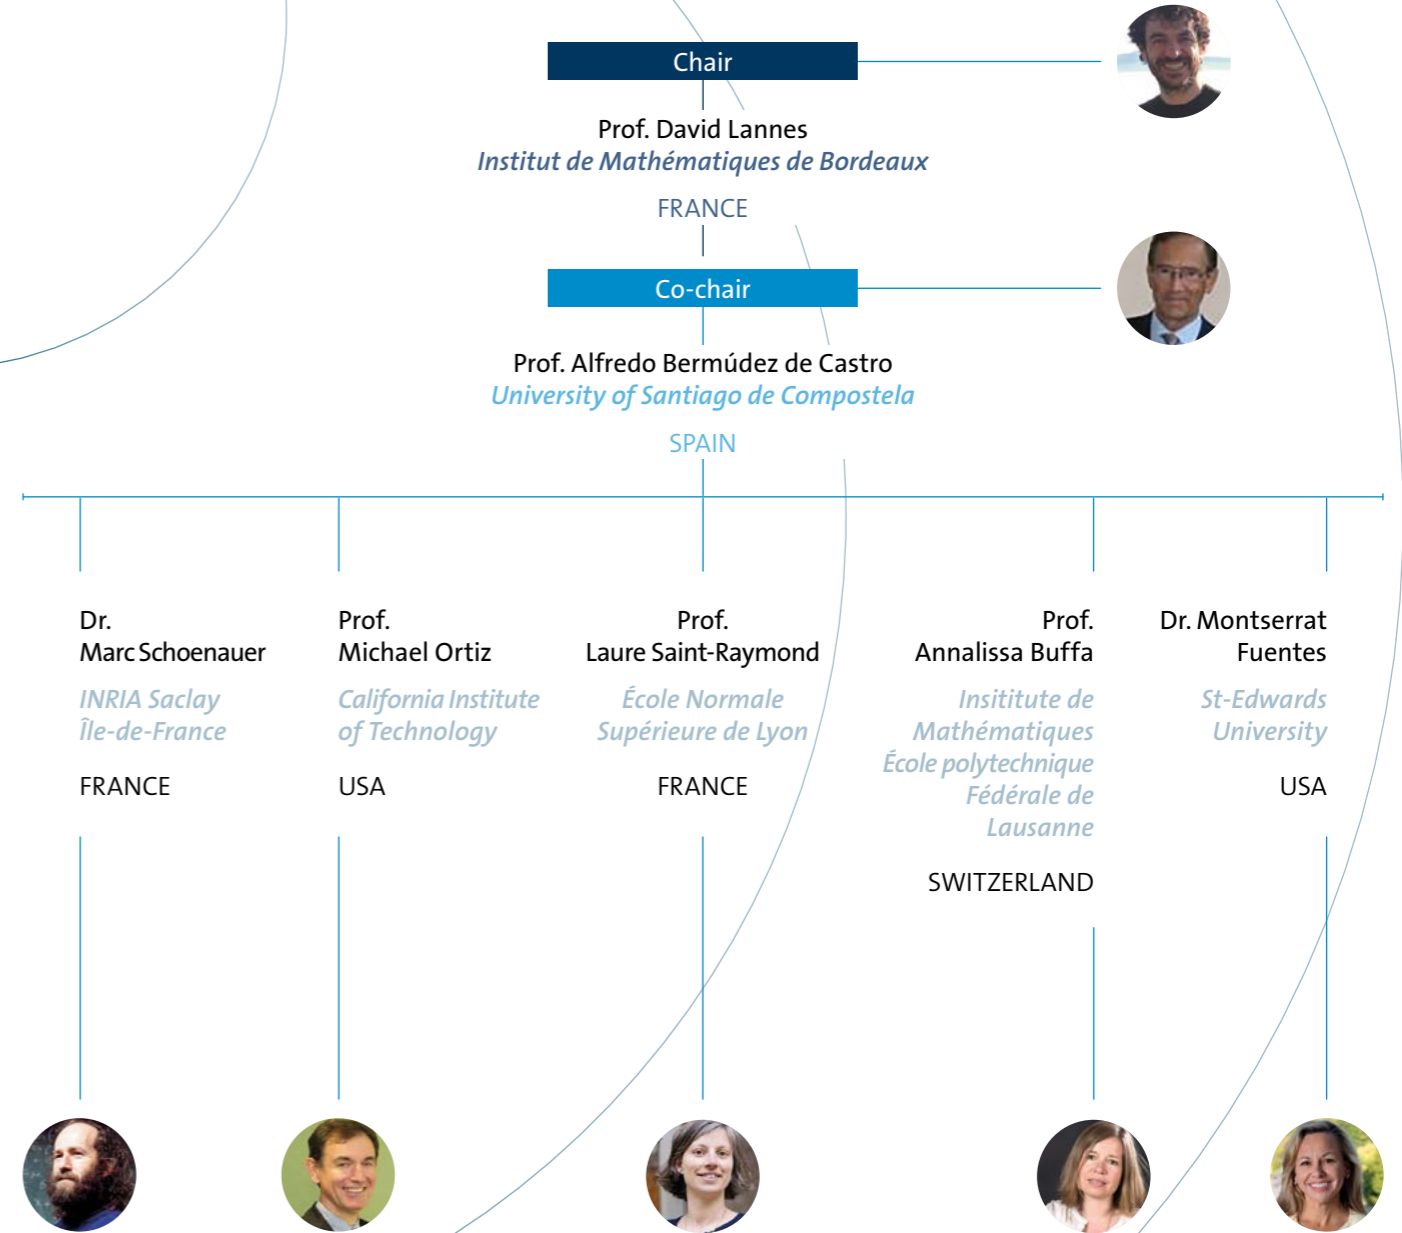 Chair
Prof. David Lannes
Institut de Mathématiques de Bordeaux
FRANCE
Co-chair
Prof. Alfredo Bermúdez de Castro
University of Santiago de Compostela
SPAIN
Dr.
Marc Schoenauer
INRIA Saclay
Île-de-France
FRANCE
Prof.
Michael Ortiz
California Institute
of Technology
USA
Prof.
Laure Saint-Raymond
École Normale
Supérieure de Lyon
FRANCE
Prof.
Annalissa Buffa
Insititute de
Mathématiques
École polytechnique
Fédérale de
Lausanne
SWITZERLAND
Dr. Montserrat
Fuentes
St-Edwards
University
USA